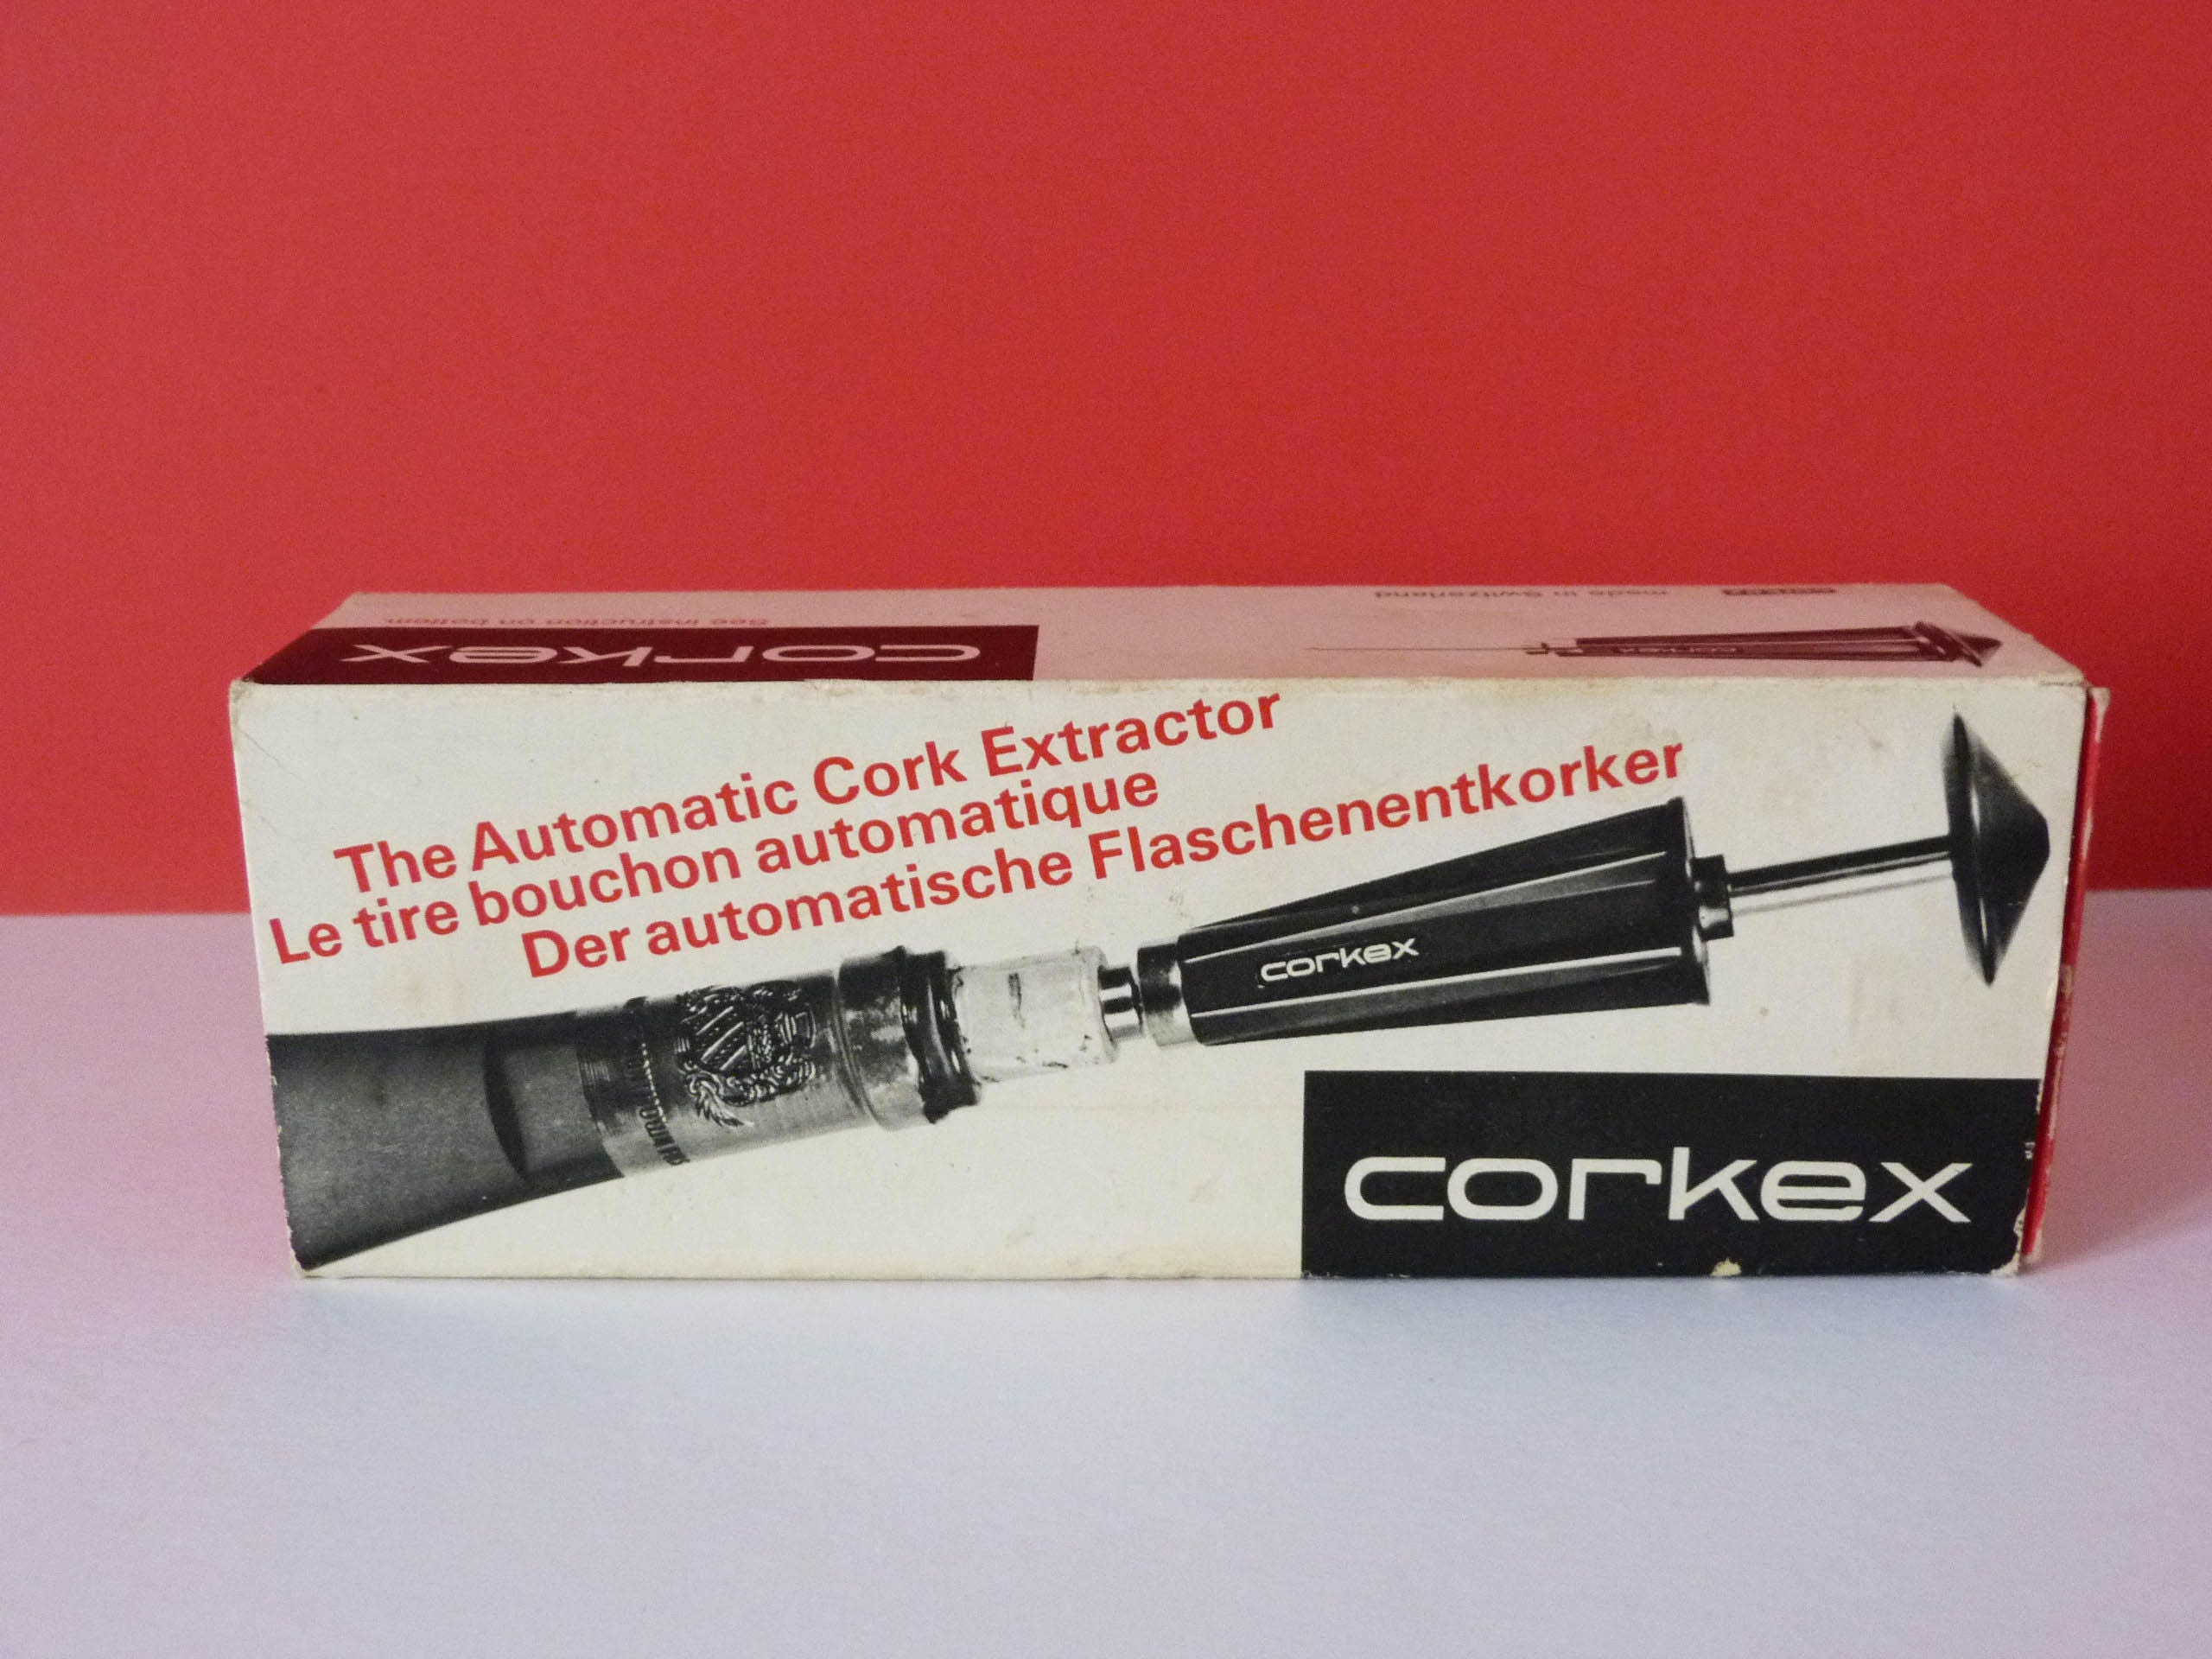 See instruction on bottom
made in Switzerland
corkex
corkex
The Automatic Cork Extractor
Le tire bouchon automatique
Der automatische Flaschenentkorker
corkex
corkex